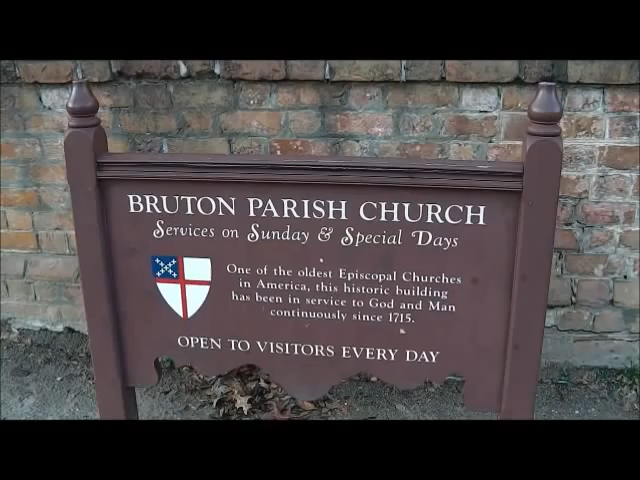 BRUTON PARISH CHURCH
Services on Sunday & Special Days
One of the oldest Episcopal Churches
in America, this historic building
has been in service to God and Man
continuously since 1715.
OPEN TO VISITORS EVERY DAY